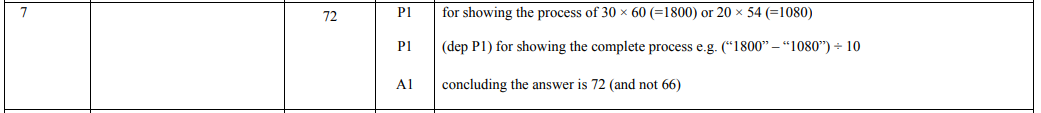 7 72 P1 for showing the process of 30 × 60 (=1800) or 20 × 54 (=1080)
P1 (dep P1) for showing the complete process e.g. (“1800” – “1080”) ÷ 10
A1 concluding the answer is 72 (and not 66)